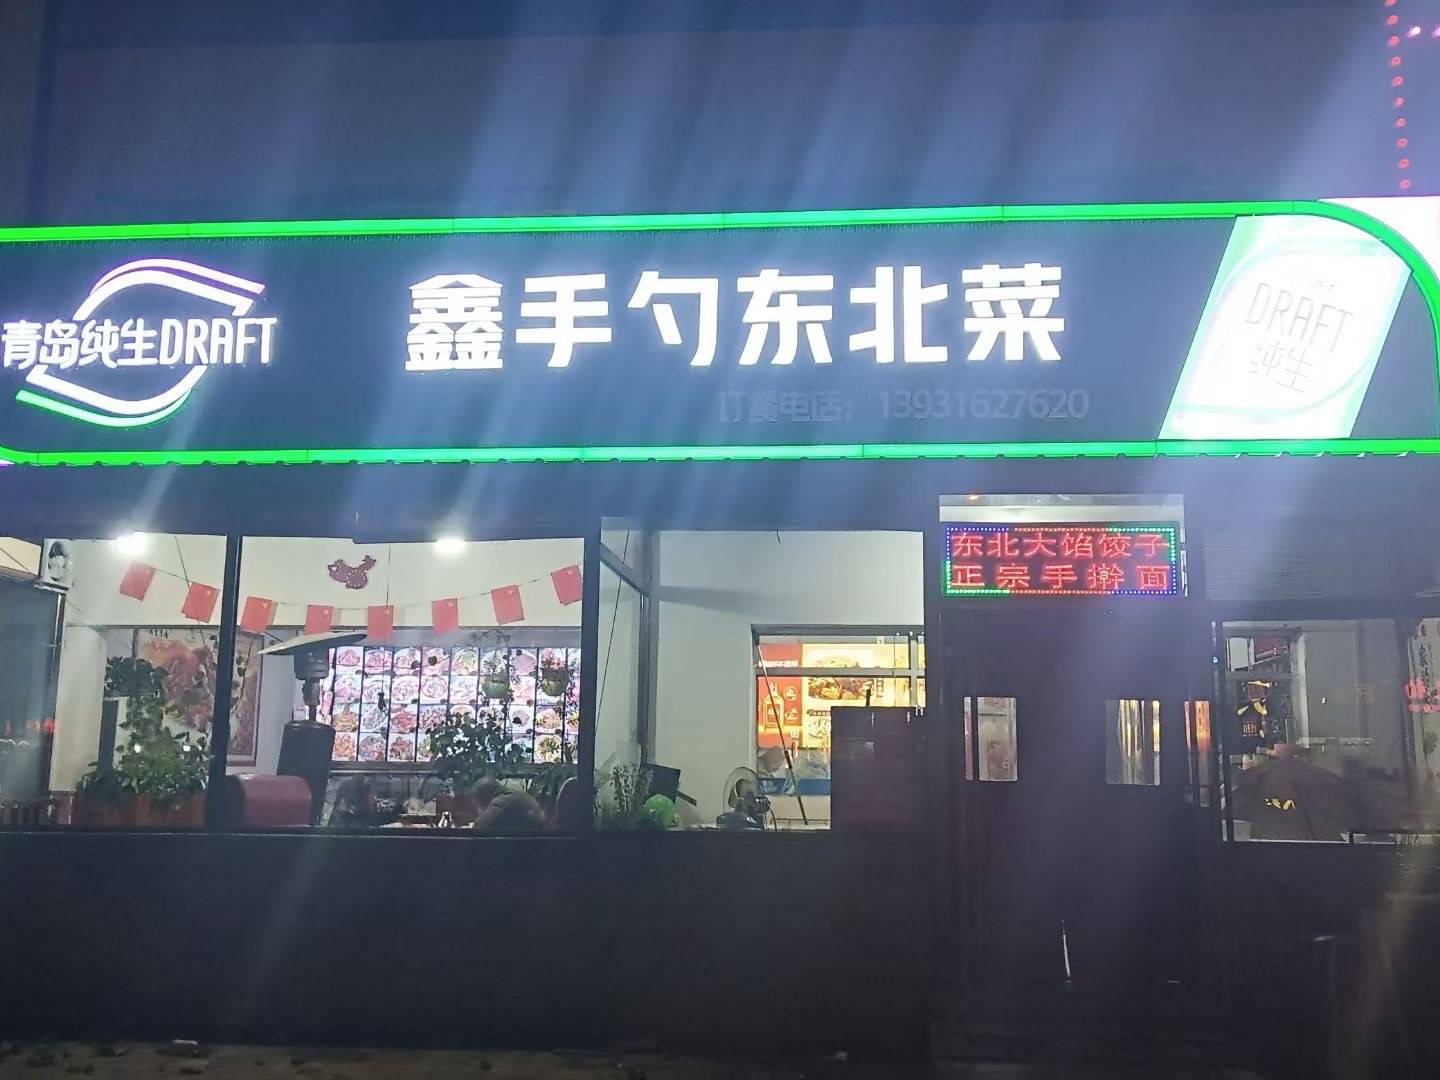 青岛纯生DRAFT
鑫手勺东北菜
订餐电话：13931627620
DRAFT
纯生
东北大馅饺子
正宗手擀面